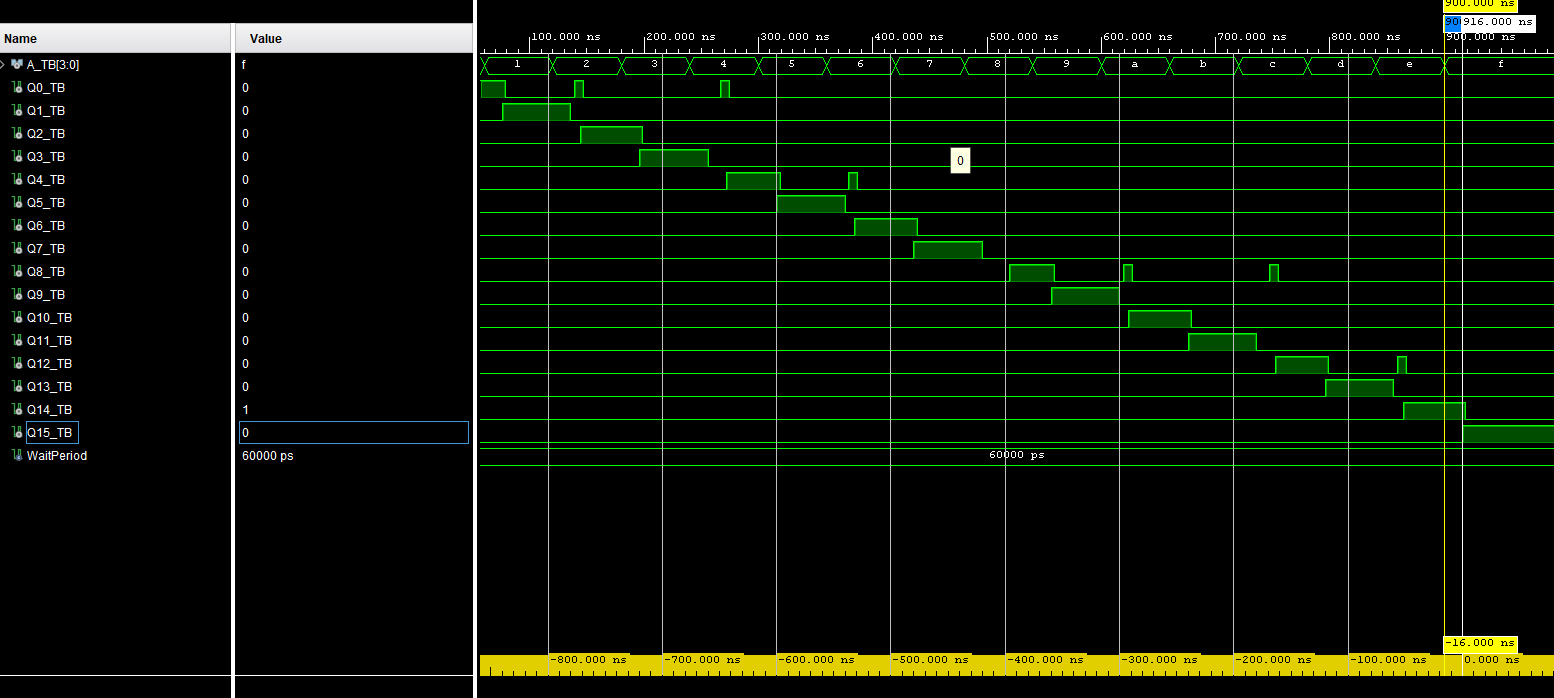 900.000 ns
916.000 ns
100.000 ns 200.000 ns 300.000 ns 400.000 ns 500.000 ns 600.000 ns 700.000 ns 800.000 ns 900.000 ns
Name Value
A_TB[3:0] f 1 2 3 4 5 6 7 8 9 a b c d e f
Q0_TB 0
Q1_TB 0
Q2_TB 0
Q3_TB 0 0
Q4_TB 0
Q5_TB 0
Q6_TB 0
Q7_TB 0
Q8_TB 0
Q9_TB 0
Q10_TB 0
Q11_TB 0
Q12_TB 0
Q13_TB 0
Q14_TB 1
Q15_TB 0
WaitPeriod 60000 ps 60000 ps
-16.000 ns
-800.000 ns -700.000 ns -600.000 ns -500.000 ns -400.000 ns -300.000 ns -200.000 ns -100.000 ns 0.000 ns